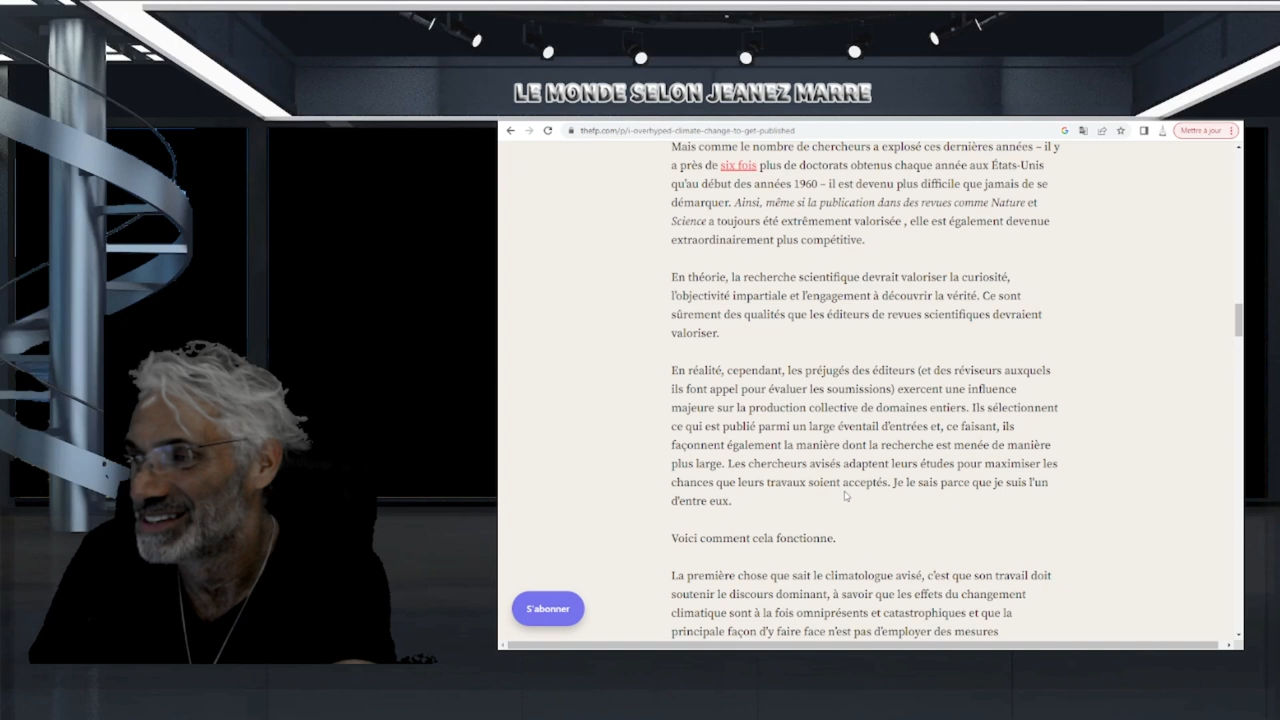 LE MONDE SELON JEANEZ MARRE
thefp.com/p/i-overhyped-climate-change-to-get-published
Mettre à jour
Mais comme le nombre de chercheurs a explosé ces dernières années – il y
a près de six fois plus de doctorats obtenus chaque année aux États-Unis
qu'au début des années 1960 – il est devenu plus difficile que jamais de se
démarquer. Ainsi, même si la publication dans des revues comme Nature et
Science a toujours été extrêmement valorisée , elle est également devenue
extraordinairement plus compétitive.
En théorie, la recherche scientifique devrait valoriser la curiosité,
l'objectivité impartiale et l'engagement à découvrir la vérité. Ce sont
sûrement des qualités que les éditeurs de revues scientifiques devraient
valoriser.
En réalité, cependant, les préjugés des éditeurs (et des réviseurs auxquels
ils font appel pour évaluer les soumissions) exercent une influence
majeure sur la production collective de domaines entiers. Ils sélectionnent
ce qui est publié parmi un large éventail d'entrées et, ce faisant, ils
façonnent également la manière dont la recherche est menée de manière
plus large. Les chercheurs avisés adaptent leurs études pour maximiser les
chances que leurs travaux soient acceptés. Je le sais parce que je suis l'un
d'entre eux.
Voici comment cela fonctionne.
La première chose que sait le climatologue avisé, c'est que son travail doit
soutenir le discours dominant, à savoir que les effets du changement
climatique sont à la fois omniprésents et catastrophiques et que la
principale façon d'y faire face n'est pas d'employer des mesures
S'abonner